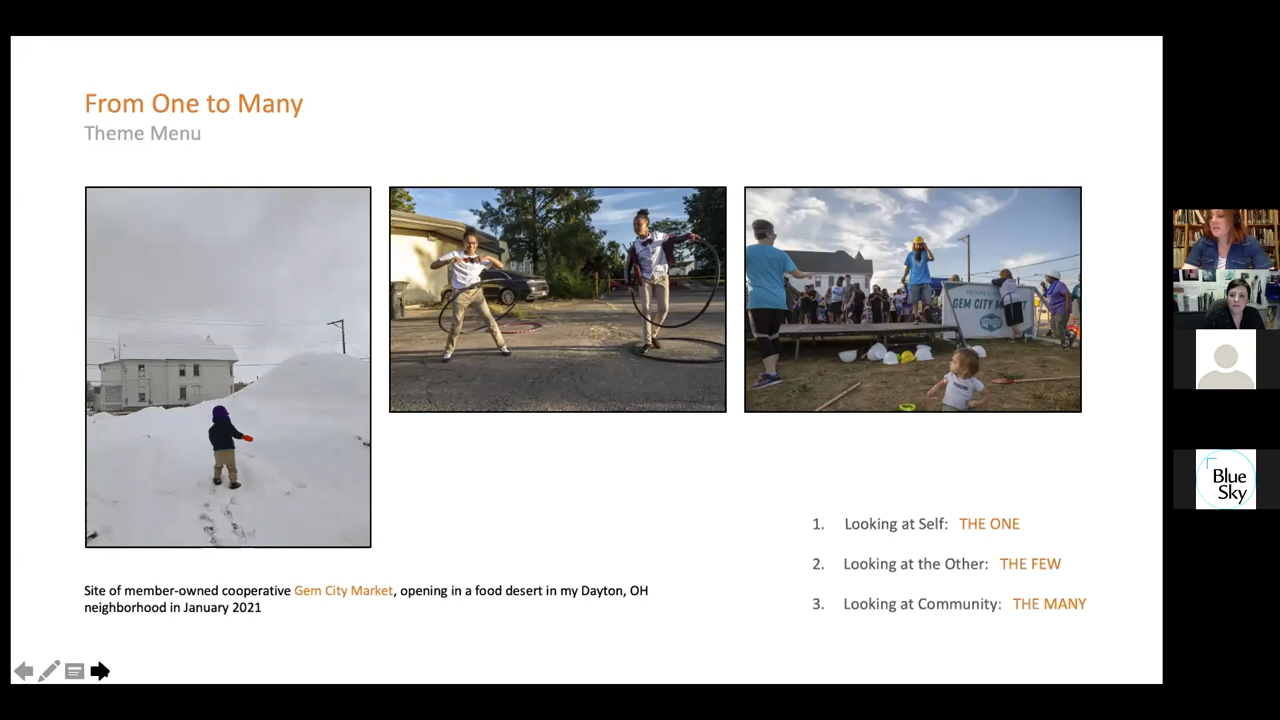 From One to Many
Theme Menu
GEM CITY
Site of member-owned cooperative Gem City Market, opening in a food desert in my Dayton, OH
neighborhood in January 2021
1. Looking at Self: THE ONE
2. Looking at the Other: THE FEW
3. Looking at Community: THE MANY
Blue
Sky